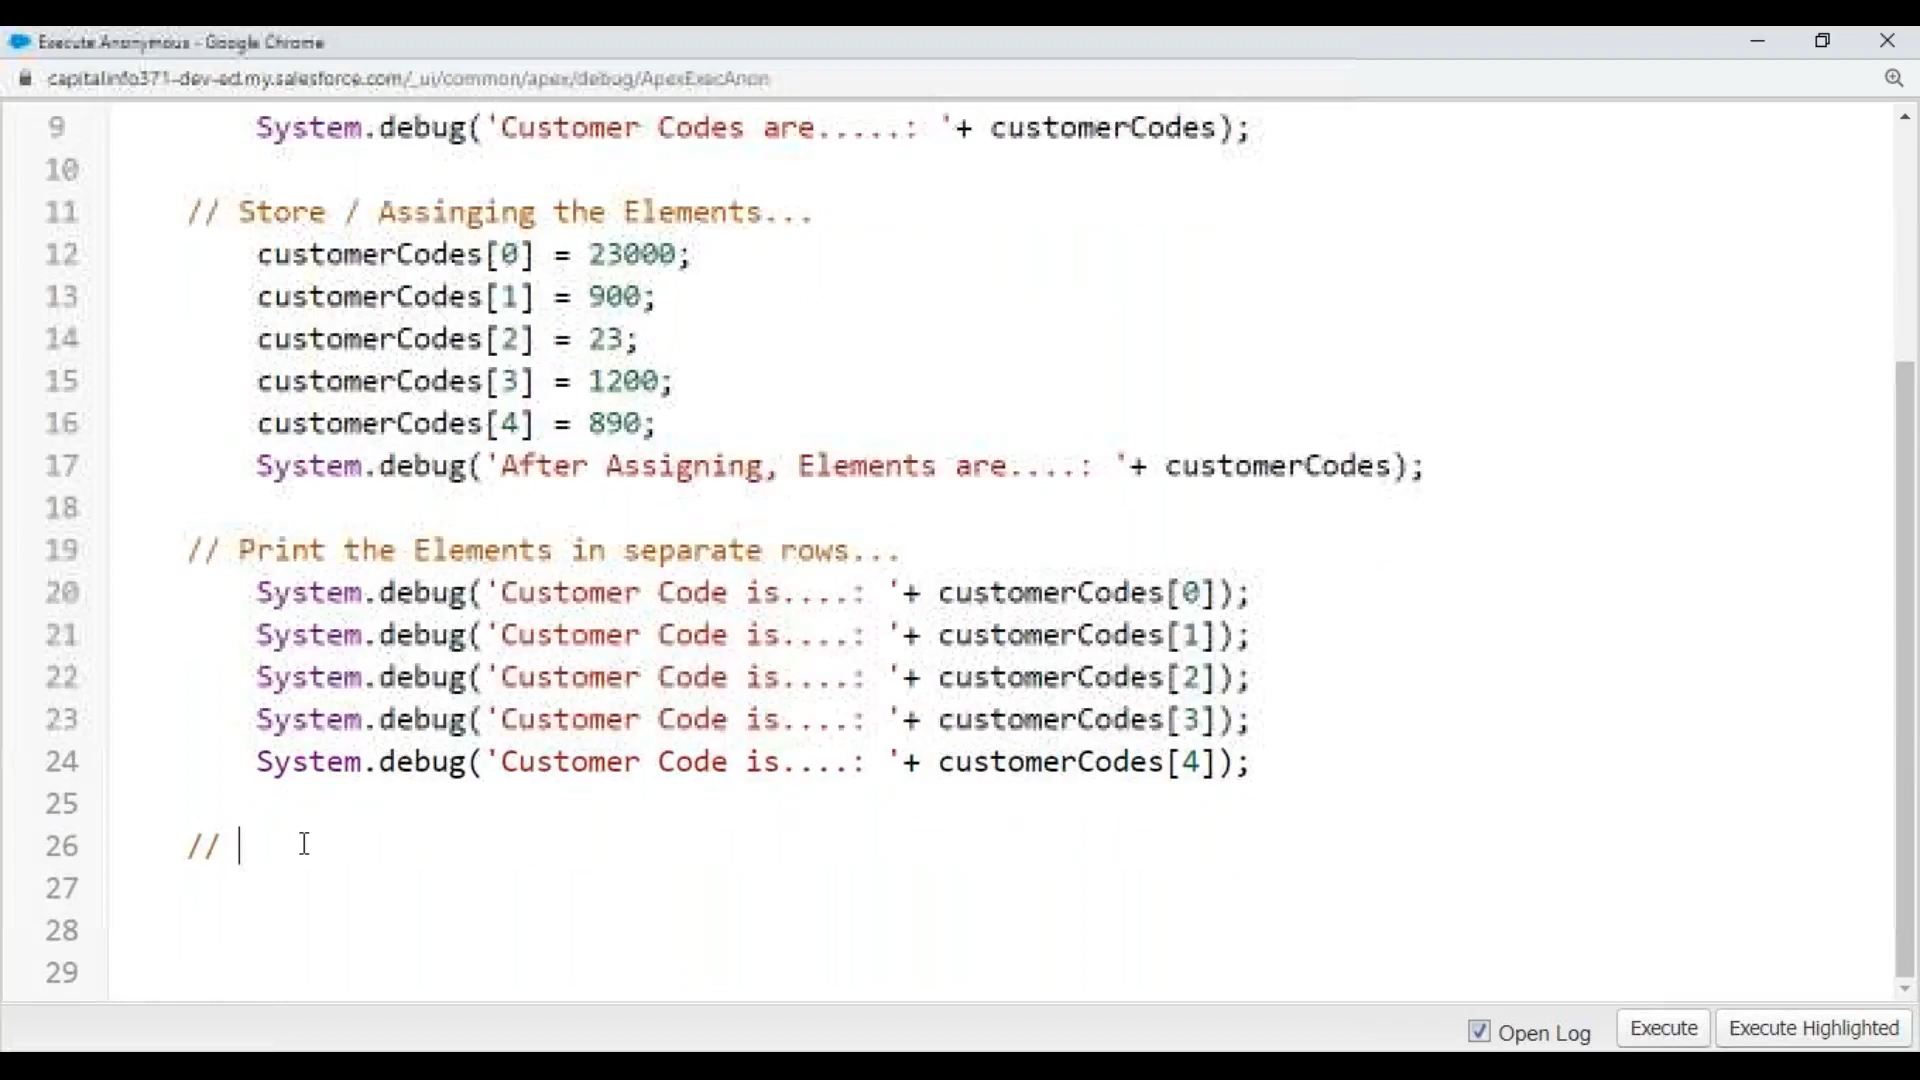 Execute Anonymous - Google Chrome
capitalinfo371-dev-ed.my.salesforce.com/_ui/common/apex/debug/ApexExecAnon
9 System.debug('Customer Codes are.....: '+ customerCodes);
10
11 // Store / Assinging the Elements...
12 customerCodes[0] = 23000;
13 customerCodes[1] = 900;
14 customerCodes[2] = 23;
15 customerCodes[3] = 1200;
16 customerCodes[4] = 890;
17 System.debug('After Assigning, Elements are....: '+ customerCodes);
18
19 // Print the Elements in separate rows...
20 System.debug('Customer Code is....: '+ customerCodes[0]);
21 System.debug('Customer Code is....: '+ customerCodes[1]);
22 System.debug('Customer Code is....: '+ customerCodes[2]);
23 System.debug('Customer Code is....: '+ customerCodes[3]);
24 System.debug('Customer Code is....: '+ customerCodes[4]);
25
26 //
27
28
29
Open Log Execute Execute Highlighted